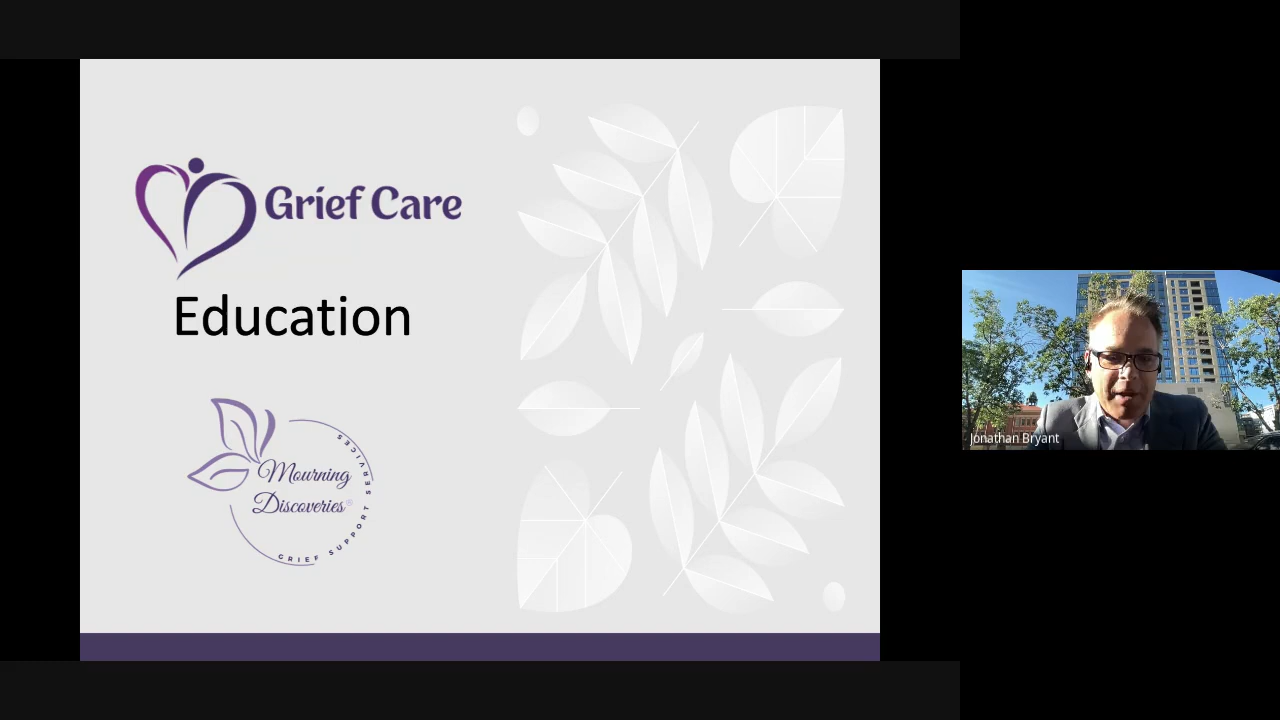 Grief Care
Education
Mourning
Discoveries®
GRIEF SUPPORT SERVICES
Jonathan Bryant